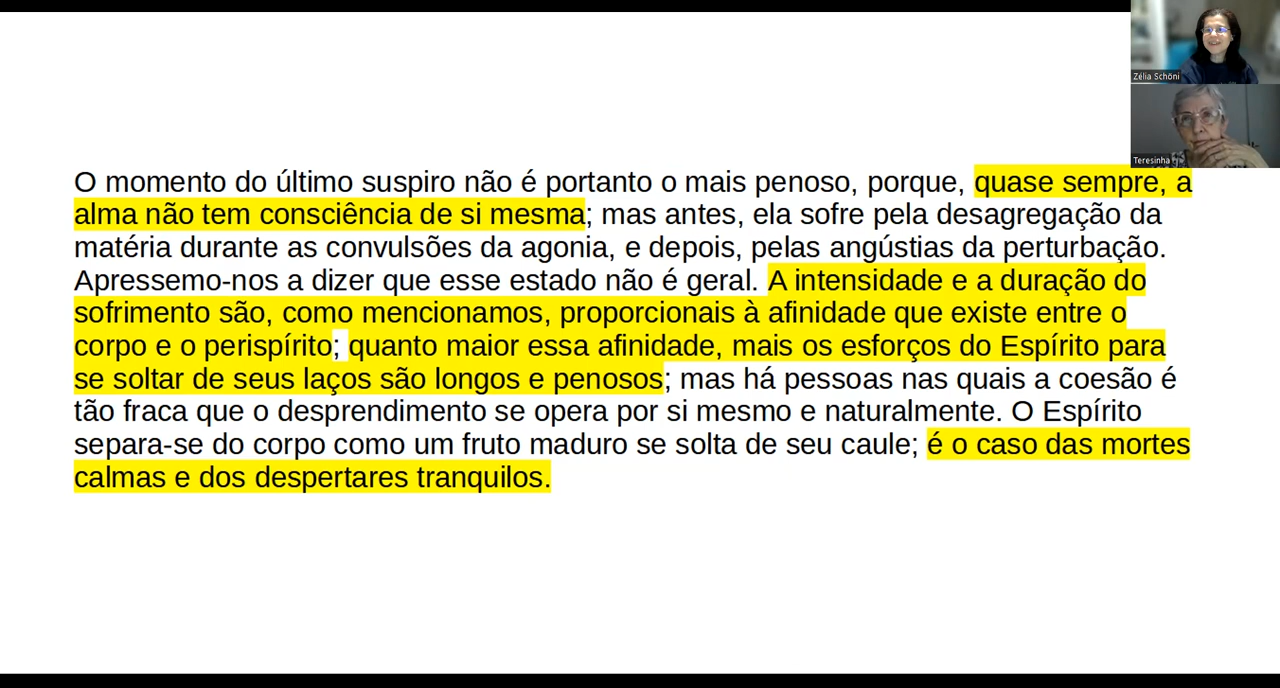 Zélia Schöni
Teresinha
O momento do último suspiro não é portanto o mais penoso, porque, quase sempre, a
alma não tem consciência de si mesma; mas antes, ela sofre pela desagregação da
matéria durante as convulsões da agonia, e depois, pelas angústias da perturbação.
Apressemo-nos a dizer que esse estado não é geral. A intensidade e a duração do
sofrimento são, como mencionamos, proporcionais à afinidade que existe entre o
corpo e o perispírito; quanto maior essa afinidade, mais os esforços do Espírito para
se soltar de seus laços são longos e penosos; mas há pessoas nas quais a coesão é
tão fraca que o desprendimento se opera por si mesmo e naturalmente. O Espírito
separa-se do corpo como um fruto maduro se solta de seu caule; é o caso das mortes
calmas e dos despertares tranquilos.